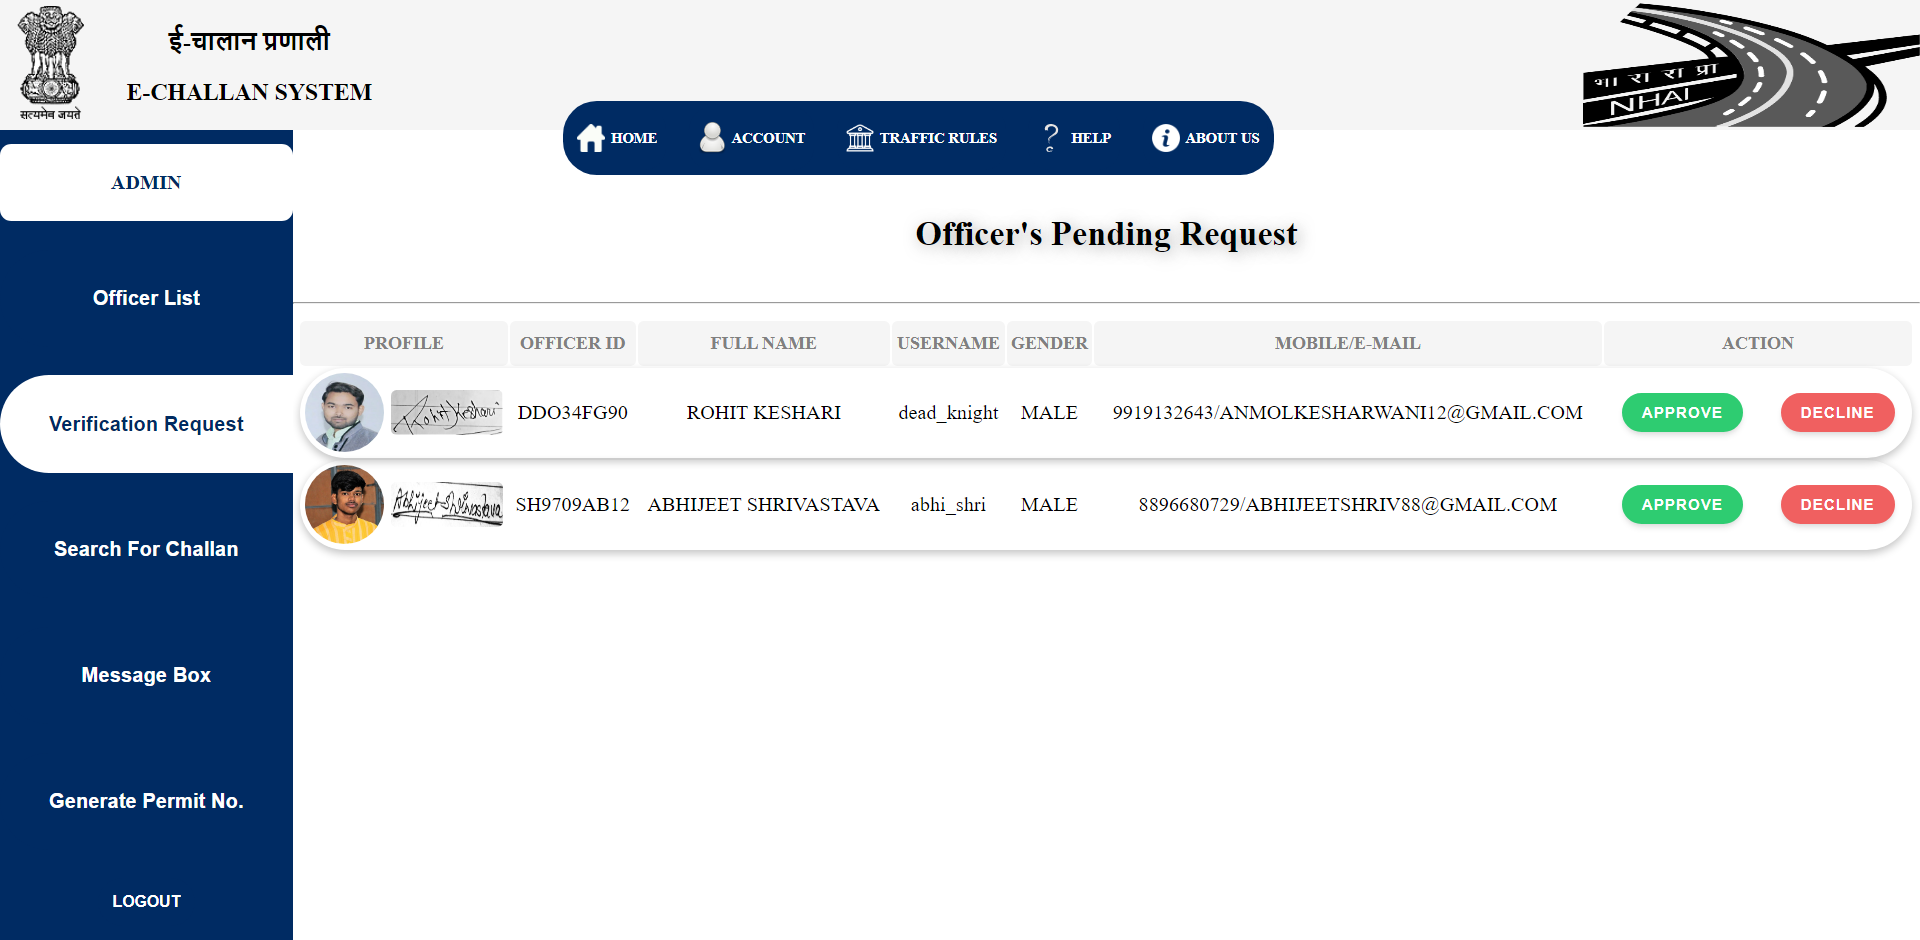 सत्यमेव जयते
ई-चालान प्रणाली
E-CHALLAN SYSTEM
भा रा रा प्रा
NHAI
HOME
ACCOUNT
TRAFFIC RULES
HELP
ABOUT US
ADMIN
Officer List
Verification Request
Search For Challan
Message Box
Generate Permit No.
LOGOUT
Officer's Pending Request
PROFILE OFFICER ID FULL NAME USERNAME GENDER MOBILE/E-MAIL ACTION
Rohit Keshari DDO34FG90 ROHIT KESHARI dead_knight MALE 9919132643/ANMOLKESHARWANI12@GMAIL.COM APPROVE DECLINE
Abhijeet Shrivastava SH9709AB12 ABHIJEET SHRIVASTAVA abhi_shri MALE 8896680729/ABHIJEETSHRIV88@GMAIL.COM APPROVE DECLINE